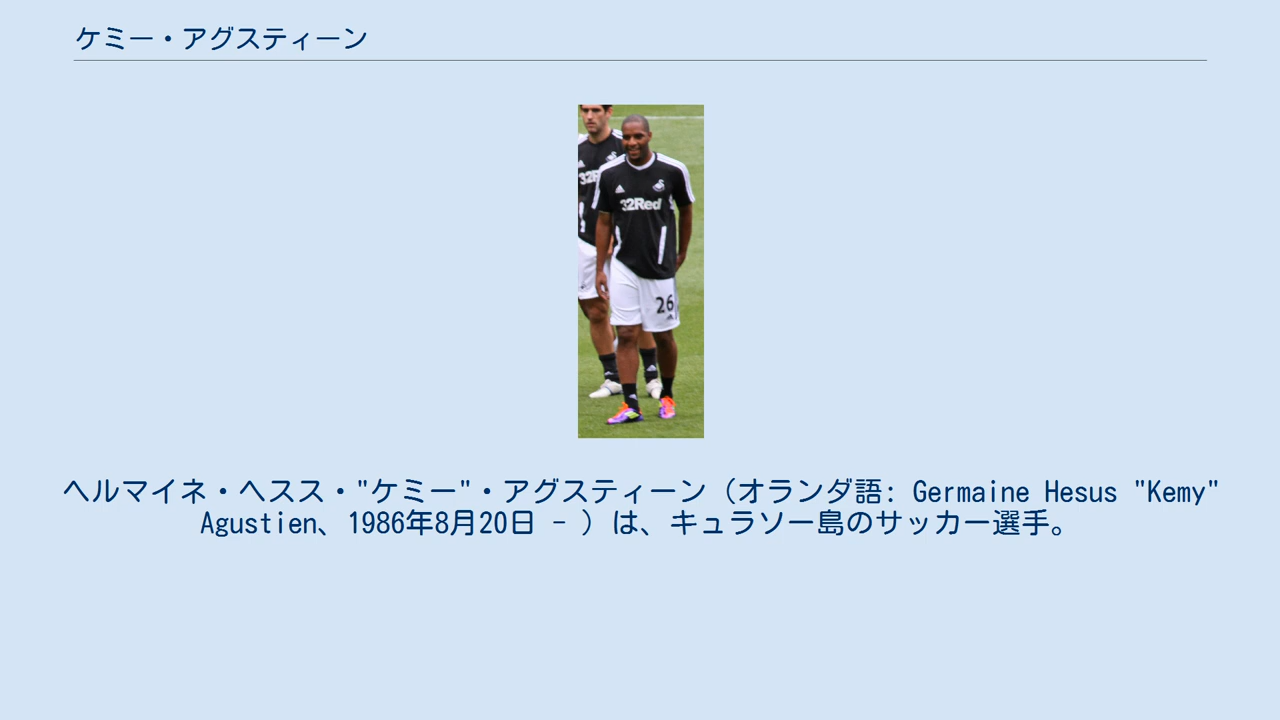 ケミー・アグスティーン
32Red
26
ヘルマイネ・ヘスス・"ケミー"・アグスティーン（オランダ語: Germaine Hesus "Kemy"
Agustien、1986年8月20日 - ）は、キュラソー島のサッカー選手。